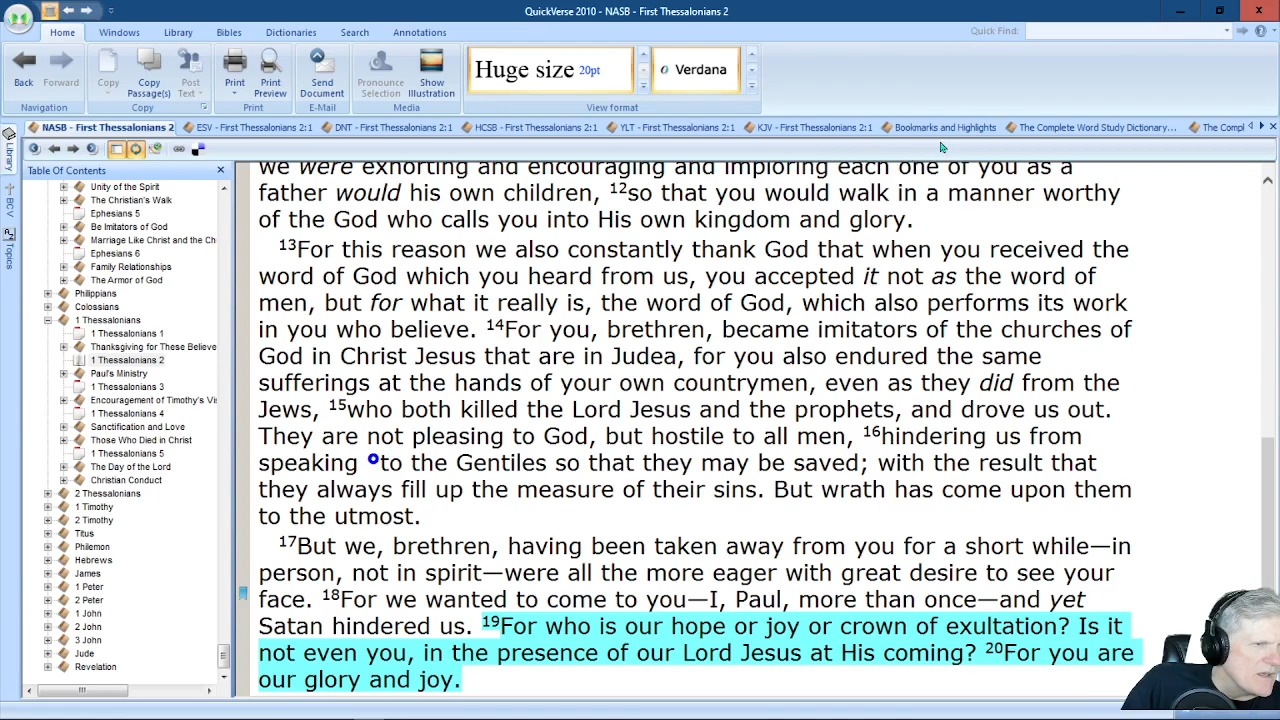 QuickVerse 2010 - NASB - First Thessalonians 2
Home Windows Library Bibles Dictionaries Search Annotations
Quick Find:
Back Forward Copy Copy Passage(s) Post Text Print Print Preview Send Document Pronounce Selection Show Illustration
Huge size 20pt Verdana
Navigation Copy Print E-Mail Media View format
NASB - First Thessalonians 2 ESV - First Thessalonians 2:1 DNT - First Thessalonians 2:1 HCSB - First Thessalonians 2:1 YLT - First Thessalonians 2:1 KJV - First Thessalonians 2:1 Bookmarks and Highlights The Complete Word Study Dictionary... The Compl
Library
BCV
Topics
Table Of Contents
Unity of the Spirit
The Christian's Walk
Ephesians 5
Be Imitators of God
Marriage Like Christ and the Ch
Ephesians 6
Family Relationships
The Armor of God
Philippians
Colossians
1 Thessalonians
1 Thessalonians 1
Thanksgiving for These Believe
1 Thessalonians 2
Paul's Ministry
1 Thessalonians 3
Encouragement of Timothy's Vis
1 Thessalonians 4
Sanctification and Love
Those Who Died in Christ
1 Thessalonians 5
The Day of the Lord
Christian Conduct
2 Thessalonians
1 Timothy
2 Timothy
Titus
Philemon
Hebrews
James
1 Peter
2 Peter
1 John
2 John
3 John
Jude
Revelation
we were exhorting and encouraging and imploring each one of you as a
father would his own children, 12so that you would walk in a manner worthy
of the God who calls you into His own kingdom and glory.
13For this reason we also constantly thank God that when you received the
word of God which you heard from us, you accepted it not as the word of
men, but for what it really is, the word of God, which also performs its work
in you who believe. 14For you, brethren, became imitators of the churches of
God in Christ Jesus that are in Judea, for you also endured the same
sufferings at the hands of your own countrymen, even as they did from the
Jews, 15who both killed the Lord Jesus and the prophets, and drove us out.
They are not pleasing to God, but hostile to all men, 16hindering us from
speaking to the Gentiles so that they may be saved; with the result that
they always fill up the measure of their sins. But wrath has come upon them
to the utmost.
17But we, brethren, having been taken away from you for a short while—in
person, not in spirit—were all the more eager with great desire to see your
face. 18For we wanted to come to you—I, Paul, more than once—and yet
Satan hindered us. 19For who is our hope or joy or crown of exultation? Is it
not even you, in the presence of our Lord Jesus at His coming? 20For you are
our glory and joy.